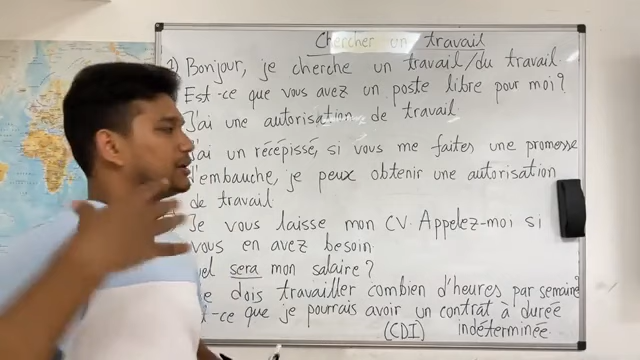 Chercher un travail
1) Bonjour, je cherche un travail/du travail.
Est-ce que vous avez un poste libre pour moi?
J'ai une autorisation de travail
J'ai un récépissé, si vous me faites une promesse
d'embauche, je peux obtenir une autorisation
de travail
Je vous laisse mon CV. Appelez-moi si
vous en avez besoin
sera mon salaire?
dois travailler combien d'heures par semaine?
-ce que je pourrais avoir un contrat à durée
(CDI) indéterminée